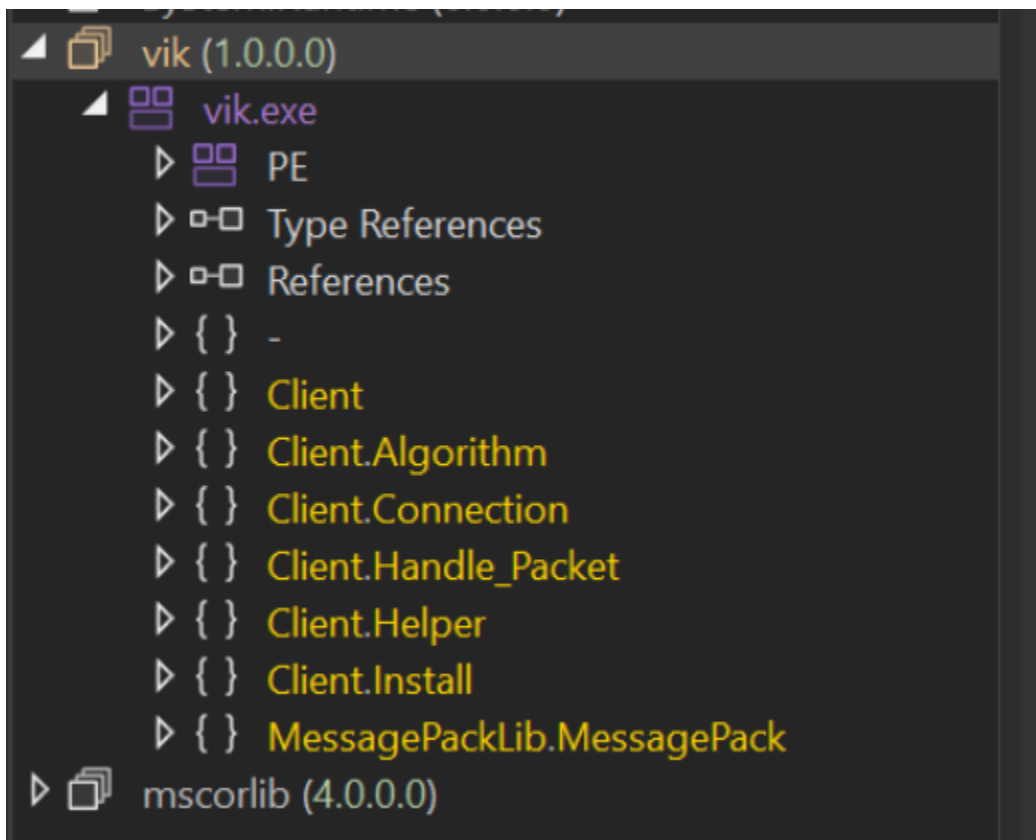 vik (1.0.0.0)
vik.exe
PE
Type References
References
{ } -
{ } Client
{ } Client.Algorithm
{ } Client.Connection
{ } Client.Handle_Packet
{ } Client.Helper
{ } Client.Install
{ } MessagePackLib.MessagePack
mscorlib (4.0.0.0)